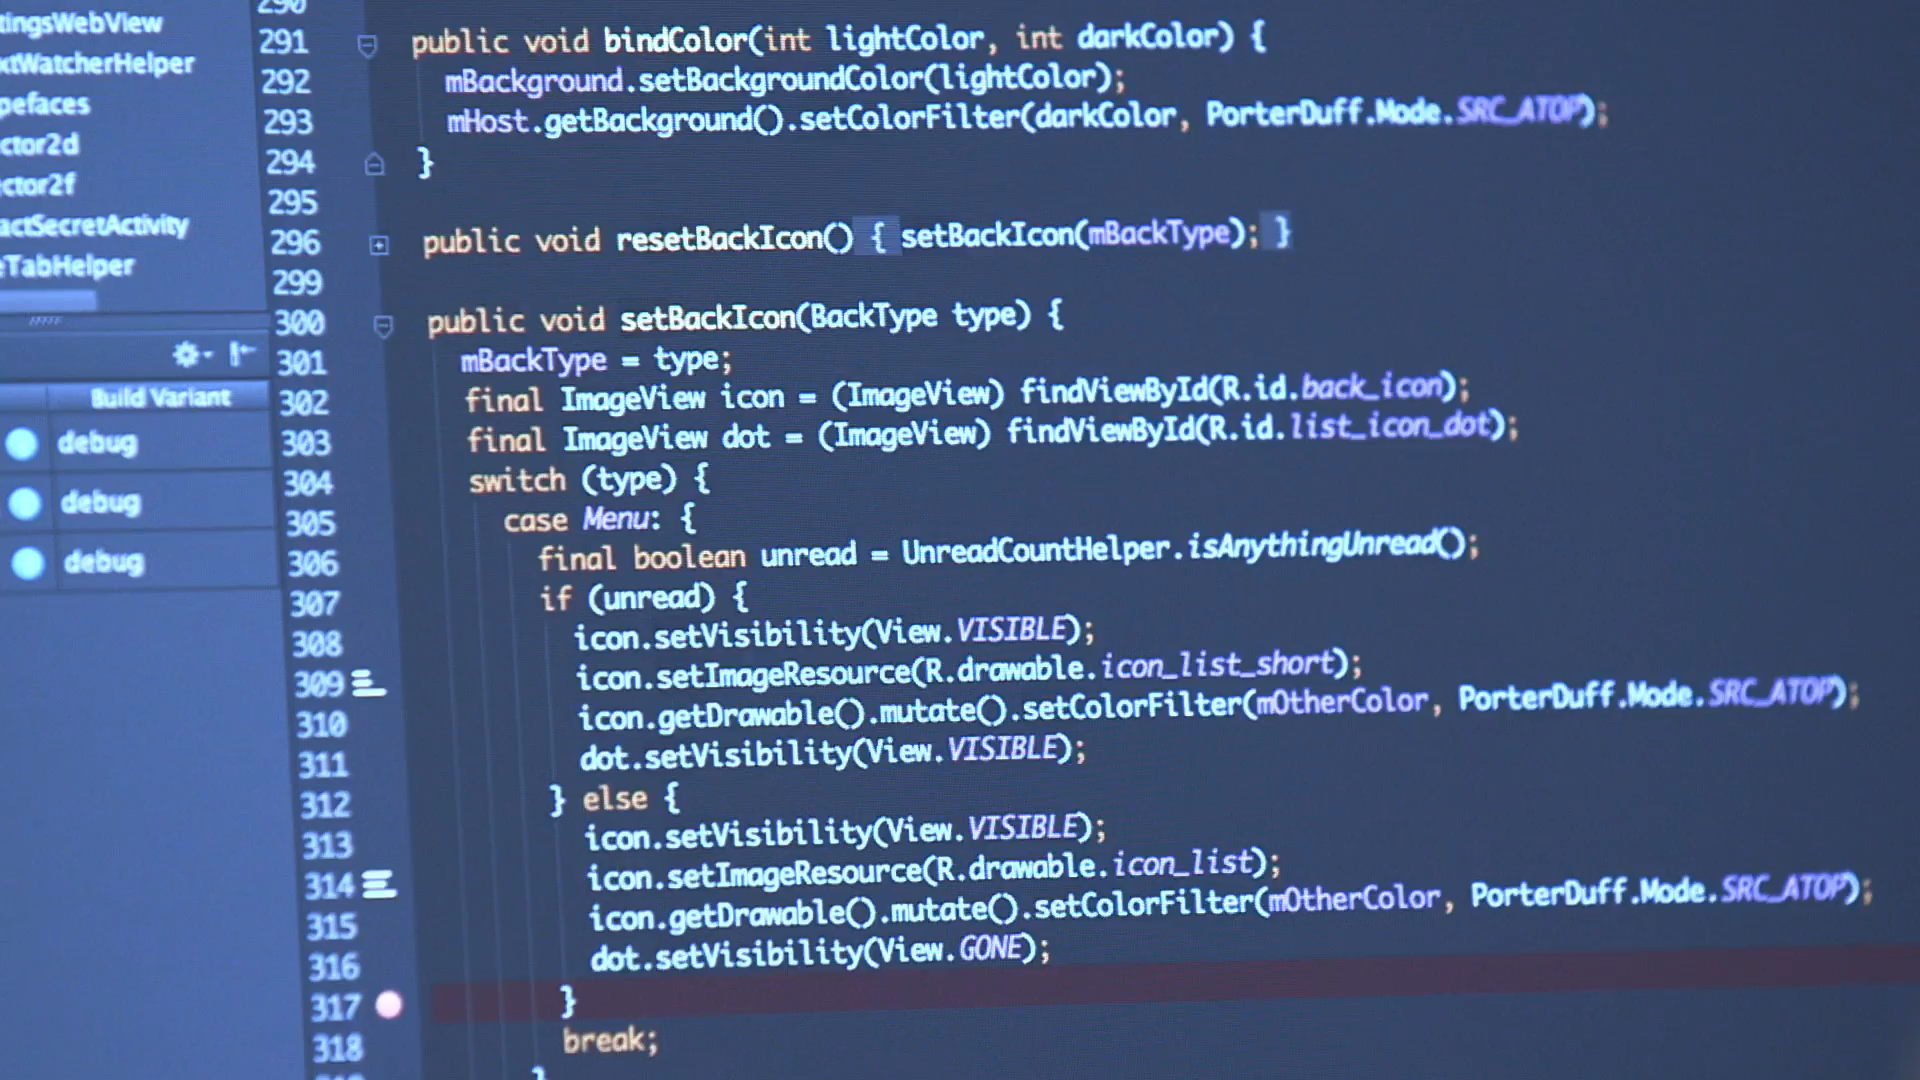 tingsWebView
xtWatcherHelper
pefaces
ctor2d
ector2f
actSecretActivity
eTabHelper
Build Variant
debug
debug
debug
290
291 public void bindColor(int lightColor, int darkColor) {
292 mBackground.setBackgroundColor(lightColor);
293 mHost.getBackground().setColorFilter(darkColor, PorterDuff.Mode.SRC_ATOP);
294 }
295
296 public void resetBackIcon() { setBackIcon(mBackType); }
299
300 public void setBackIcon(BackType type) {
301 mBackType = type;
302 final ImageView icon = (ImageView) findViewById(R.id.back_icon);
303 final ImageView dot = (ImageView) findViewById(R.id.list_icon_dot);
304 switch (type) {
305 case Menu: {
306 final boolean unread = UnreadCountHelper.isAnythingUnread();
307 if (unread) {
308 icon.setVisibility(View.VISIBLE);
309 icon.setImageResource(R.drawable.icon_list_short);
310 icon.getDrawable().mutate().setColorFilter(mOtherColor, PorterDuff.Mode.SRC_ATOP);
311 dot.setVisibility(View.VISIBLE);
312 } else {
313 icon.setVisibility(View.VISIBLE);
314 icon.setImageResource(R.drawable.icon_list);
315 icon.getDrawable().mutate().setColorFilter(mOtherColor, PorterDuff.Mode.SRC_ATOP);
316 dot.setVisibility(View.GONE);
317 }
318 break;
}